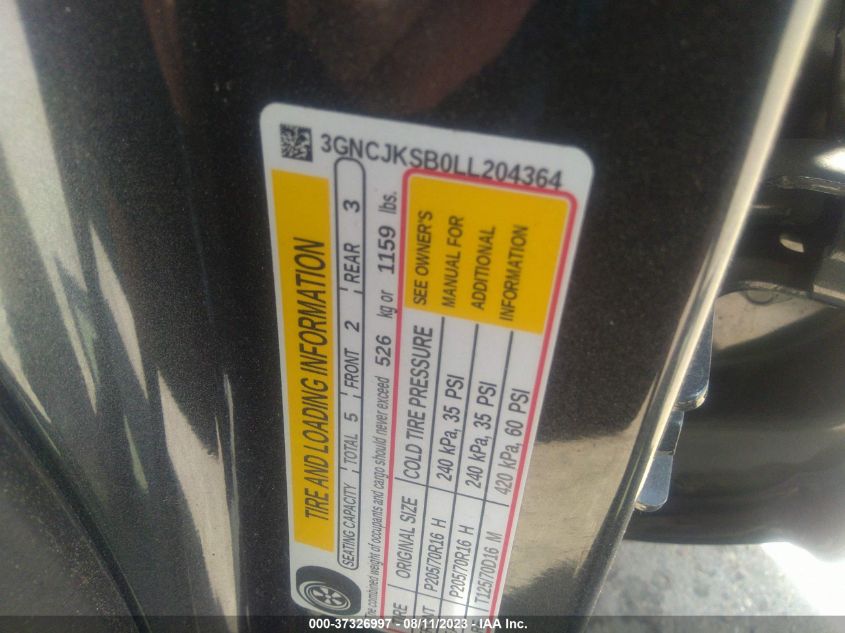 3GNCJKSB0LL204364
TIRE AND LOADING INFORMATION
SEATING CAPACITY TOTAL 5 FRONT 2 REAR 3
combined weight of occupants and cargo should never exceed 526 kg or 1159 lbs.
ORIGINAL SIZE COLD TIRE PRESSURE
P205/70R16 H 240 kPa, 35 PSI
P205/70R16 H 240 kPa, 35 PSI
T125/70D16 M 420 kPa, 60 PSI
SEE OWNER'S
MANUAL FOR
ADDITIONAL
INFORMATION
000-37326997 - 08/11/2023 - IAA Inc.